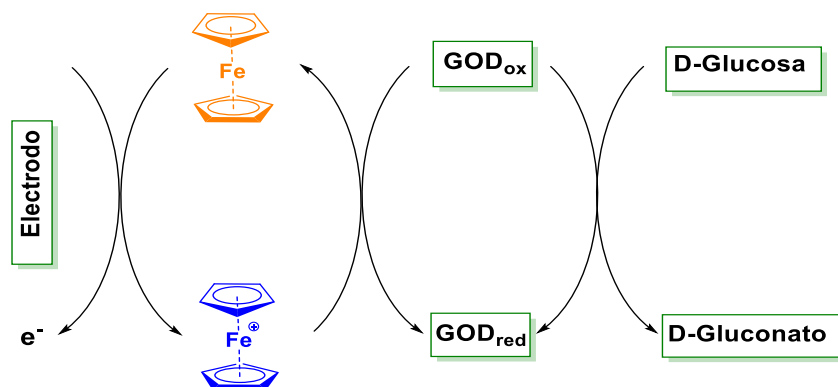 Fe
GODox
D-Glucosa
Electrodo
e-
Fe⊕
GODred
D-Gluconato